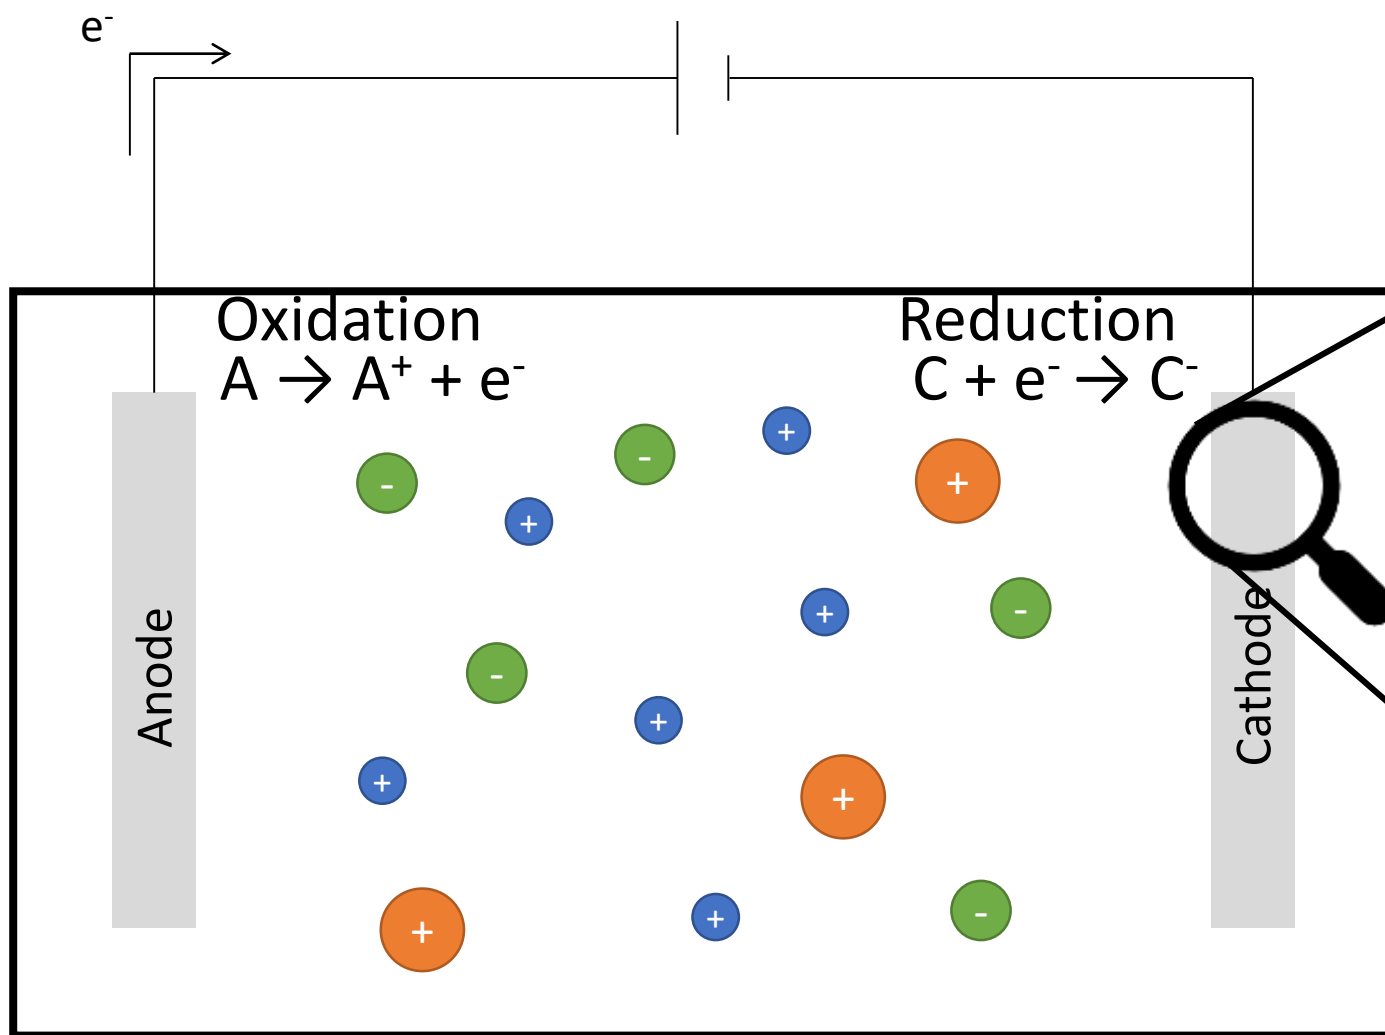 e⁻
Oxidation
A → A⁺ + e⁻
Reduction
C + e⁻ → C⁻
-
-
+
+
+
+
-
-
+
+
+
+
+
-
Anode
Cathode